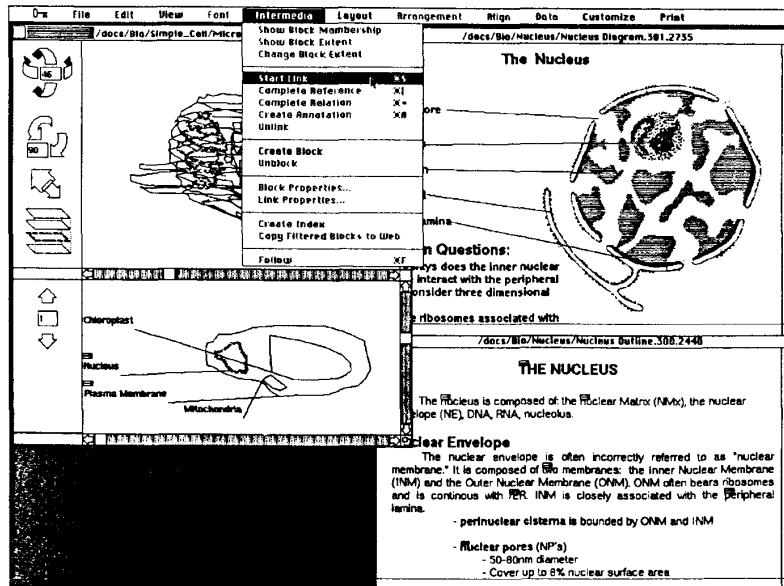 File Edit View Font Intermedia Layout Arrangement Align Data Customize Print
/docs/Bio/Simple_Cell/Micro
/docs/Bio/Nucleus/Nucleus Diagram.301.2735
Show Block Membership
Show Block Extent
Change Block Extent
Start Link ⌘S
Complete Reference
Complete Relation ⌘=
Create Annotation
Unlink
Create Block
Unblock
Block Properties...
Link Properties...
Create Index
Copy Filtered Blocks to Web
Follow ⌘F
46
90
The Nucleus
ore
amina
n Questions:
ys does the inner nuclear
interact with the peripheral
onsider three dimensional
ribosomes associated with
1
Chloroplast
Nucleus
Plasma Membrane
Mitochondria
/docs/Bio/Nucleus/Nucleus Outline.300.2440
THE NUCLEUS
The nucleus is composed of: the nuclear Matrix (NMx), the nuclear
elope (NE), DNA, RNA, nucleolus.
clear Envelope
The nuclear envelope is often incorrectly referred to as "nuclear
membrane." It is composed of two membranes: the Inner Nuclear Membrane
(INM) and the Outer Nuclear Membrane (ONM). ONM often bears ribosomes
and is continous with rER. INM is closely associated with the peripheral
lamina.
- perinuclear cisterna is bounded by ONM and INM
- nuclear pores (NP's)
- 50-80nm diameter
- Cover up to 8% nuclear surface area